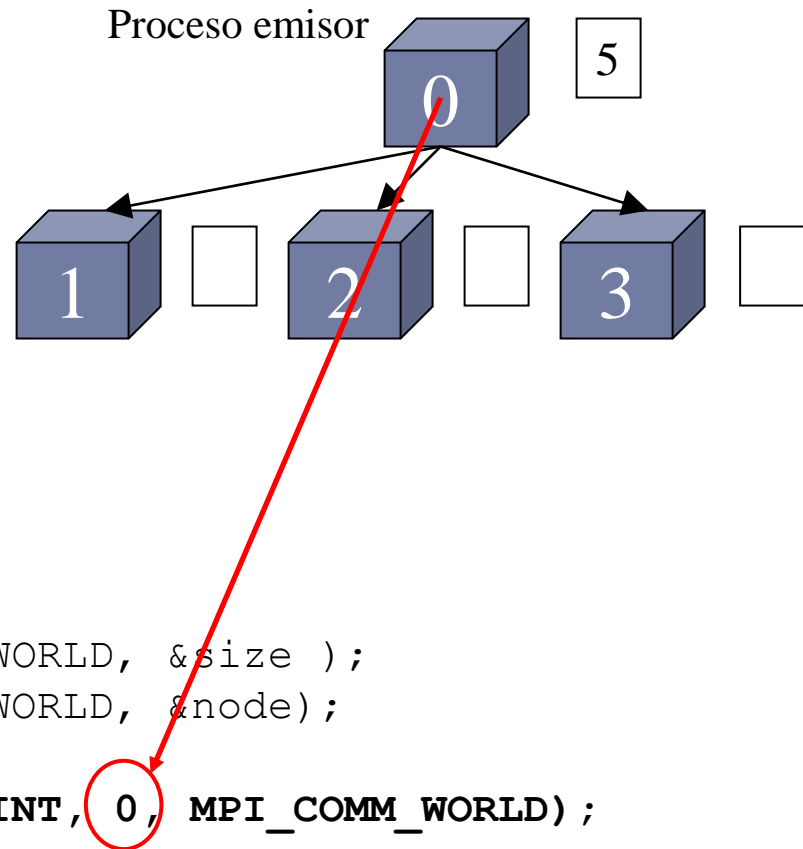 Proceso emisor
0
5
1
2
3
WORLD, &size );
WORLD, &node);
INT, 0, MPI_COMM_WORLD);